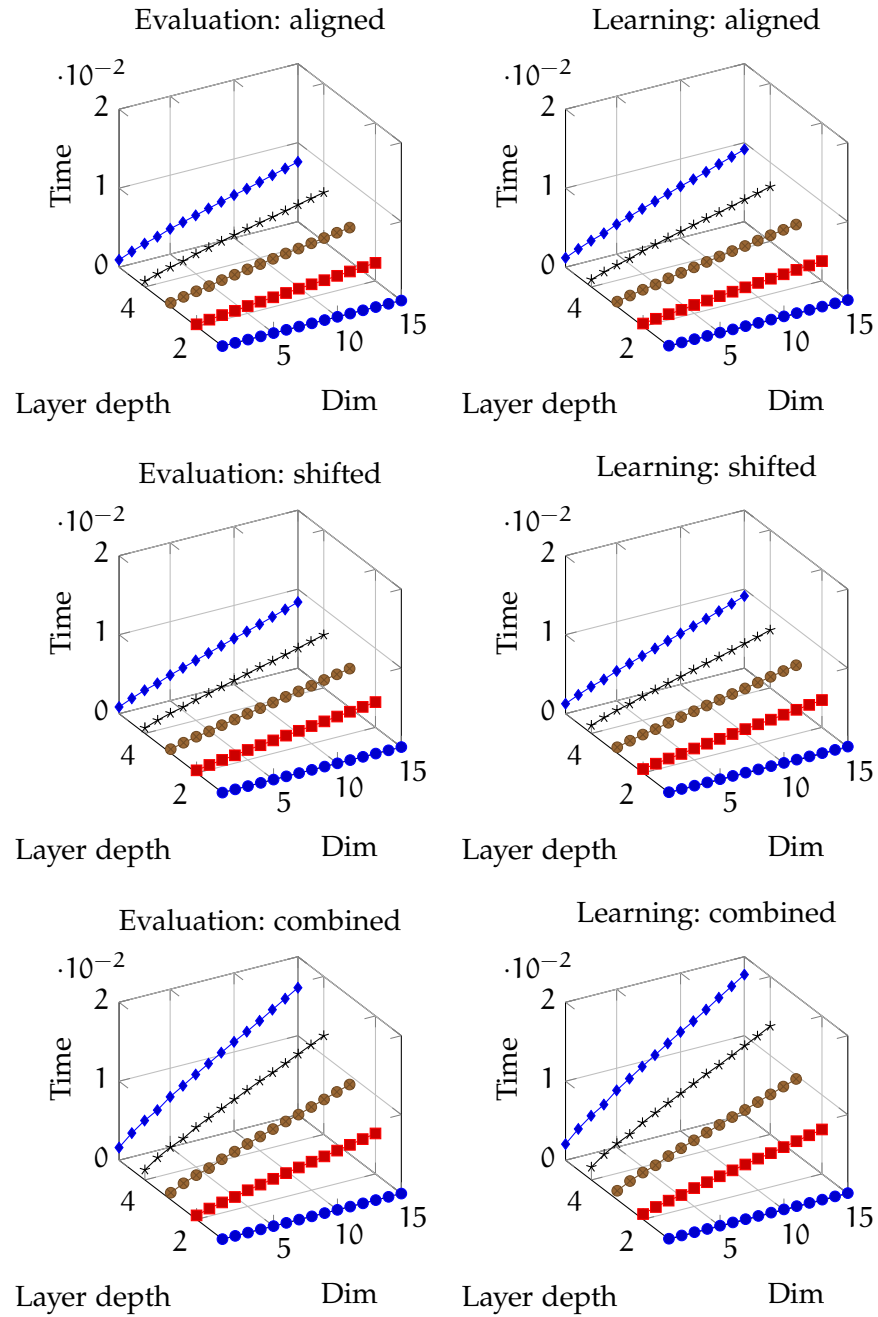 Evaluation: aligned
·10−2
2
1
0
Time
4
2
5
10
15
Layer depth
Dim
Learning: aligned
·10−2
2
1
0
Time
4
2
5
10
15
Layer depth
Dim
Evaluation: shifted
·10−2
2
1
0
Time
4
2
5
10
15
Layer depth
Dim
Learning: shifted
·10−2
2
1
0
Time
4
2
5
10
15
Layer depth
Dim
Evaluation: combined
·10−2
2
1
0
Time
4
2
5
10
15
Layer depth
Dim
Learning: combined
·10−2
2
1
0
Time
4
2
5
10
15
Layer depth
Dim